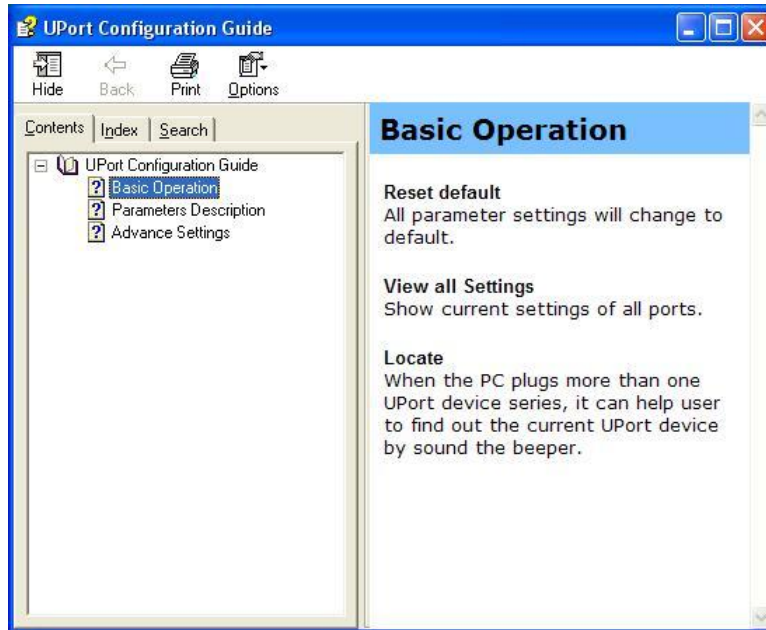 UPort Configuration Guide
Hide Back Print Options
Contents Index Search
UPort Configuration Guide
Basic Operation
Parameters Description
Advance Settings
Basic Operation
Reset default
All parameter settings will change to
default.
View all Settings
Show current settings of all ports.
Locate
When the PC plugs more than one
UPort device series, it can help user
to find out the current UPort device
by sound the beeper.